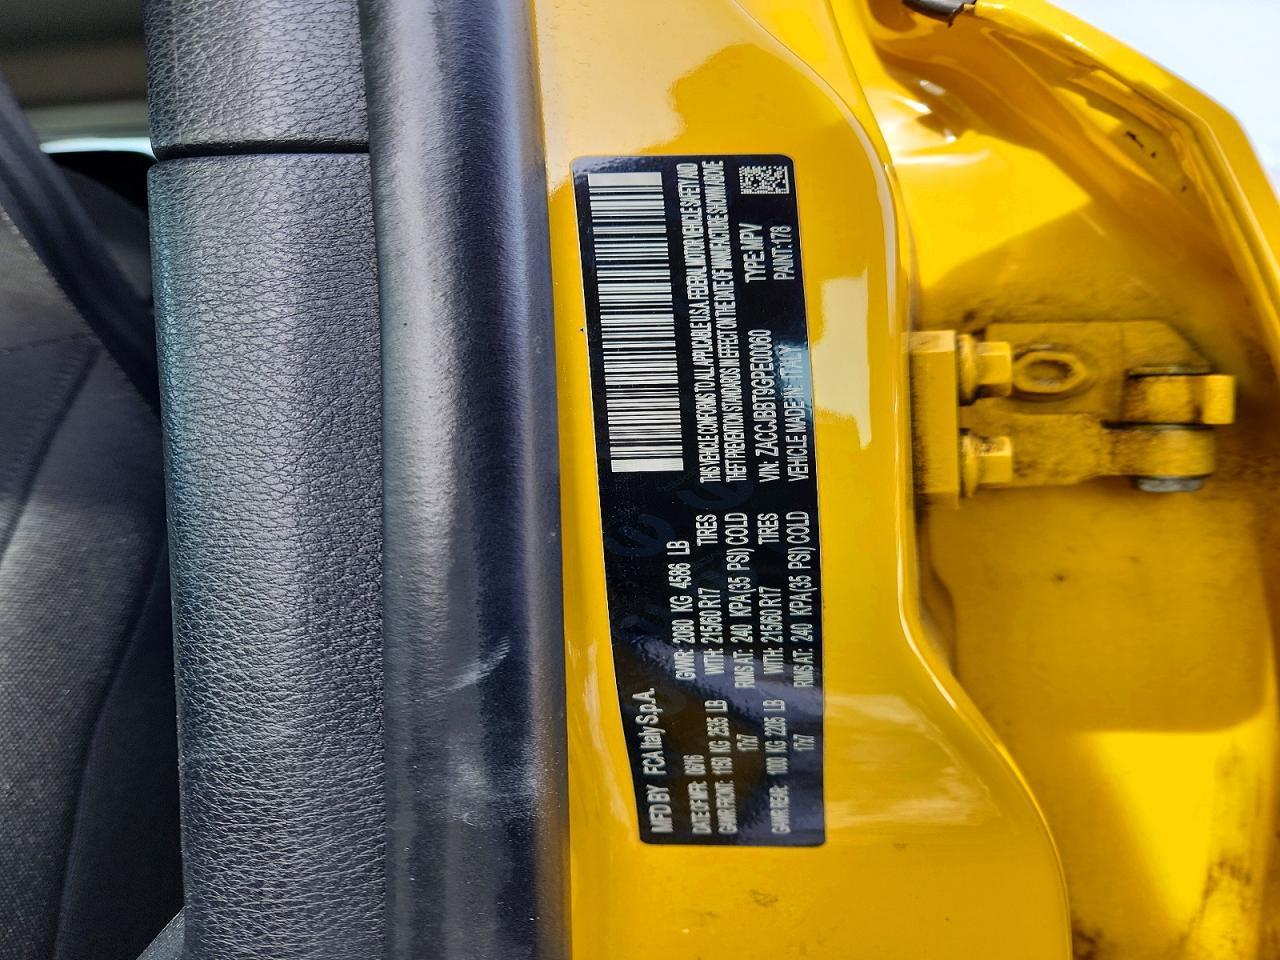 MFD BY FCA Italy S.p.A.
DATE OF MFR: 06/16 GVWR: 2080 KG 4586 LB
GAWR FRONT: 1150 KG 2535 LB WITH: 215/60 R17 TIRES
17x7 RIMS AT: 240 KPA(35 PSI) COLD
GAWR REAR: 1000 KG 2205 LB WITH: 215/60 R17 TIRES
17x7 RIMS AT: 240 KPA(35 PSI) COLD
THIS VEHICLE CONFORMS TO ALL APPLICABLE U.S.A. FEDERAL MOTOR VEHICLE SAFETY AND
THEFT PREVENTION STANDARDS IN EFFECT ON THE DATE OF MANUFACTURE SHOWN ABOVE
VIN: ZACCJBBT9GPE00060 TYPE: MPV
VEHICLE MADE IN: ITALY PAINT: 178